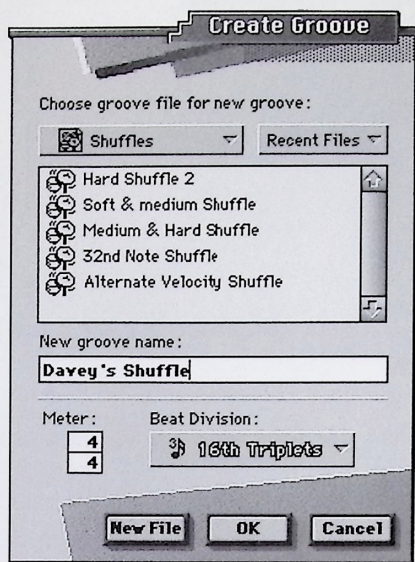 Create Groove
Choose groove file for new groove:
Shuffles
Recent Files
Hard Shuffle 2
Soft & medium Shuffle
Medium & Hard Shuffle
32nd Note Shuffle
Alternate Velocity Shuffle
New groove name:
Davey's Shuffle
Meter:
Beat Division:
4
4
3
16th Triplets
New File
OK
Cancel